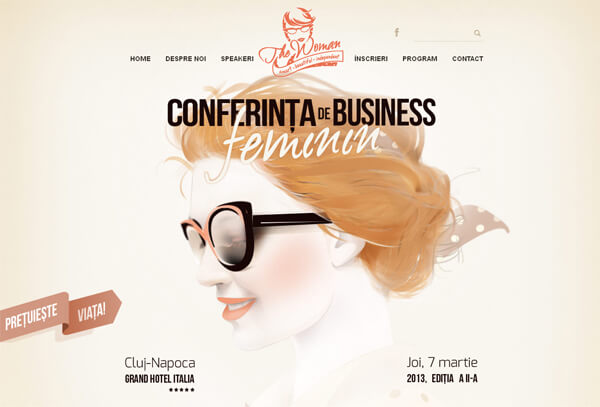 The Woman
smart · beautiful · independent
HOME DESPRE NOI SPEAKERI ÎNSCRIERI PROGRAM CONTACT
CONFERINȚA DE BUSINESS
feminin
PREȚUIEȘTE VIAȚA!
Cluj-Napoca
GRAND HOTEL ITALIA
Joi, 7 martie
2013, EDIȚIA A II-A